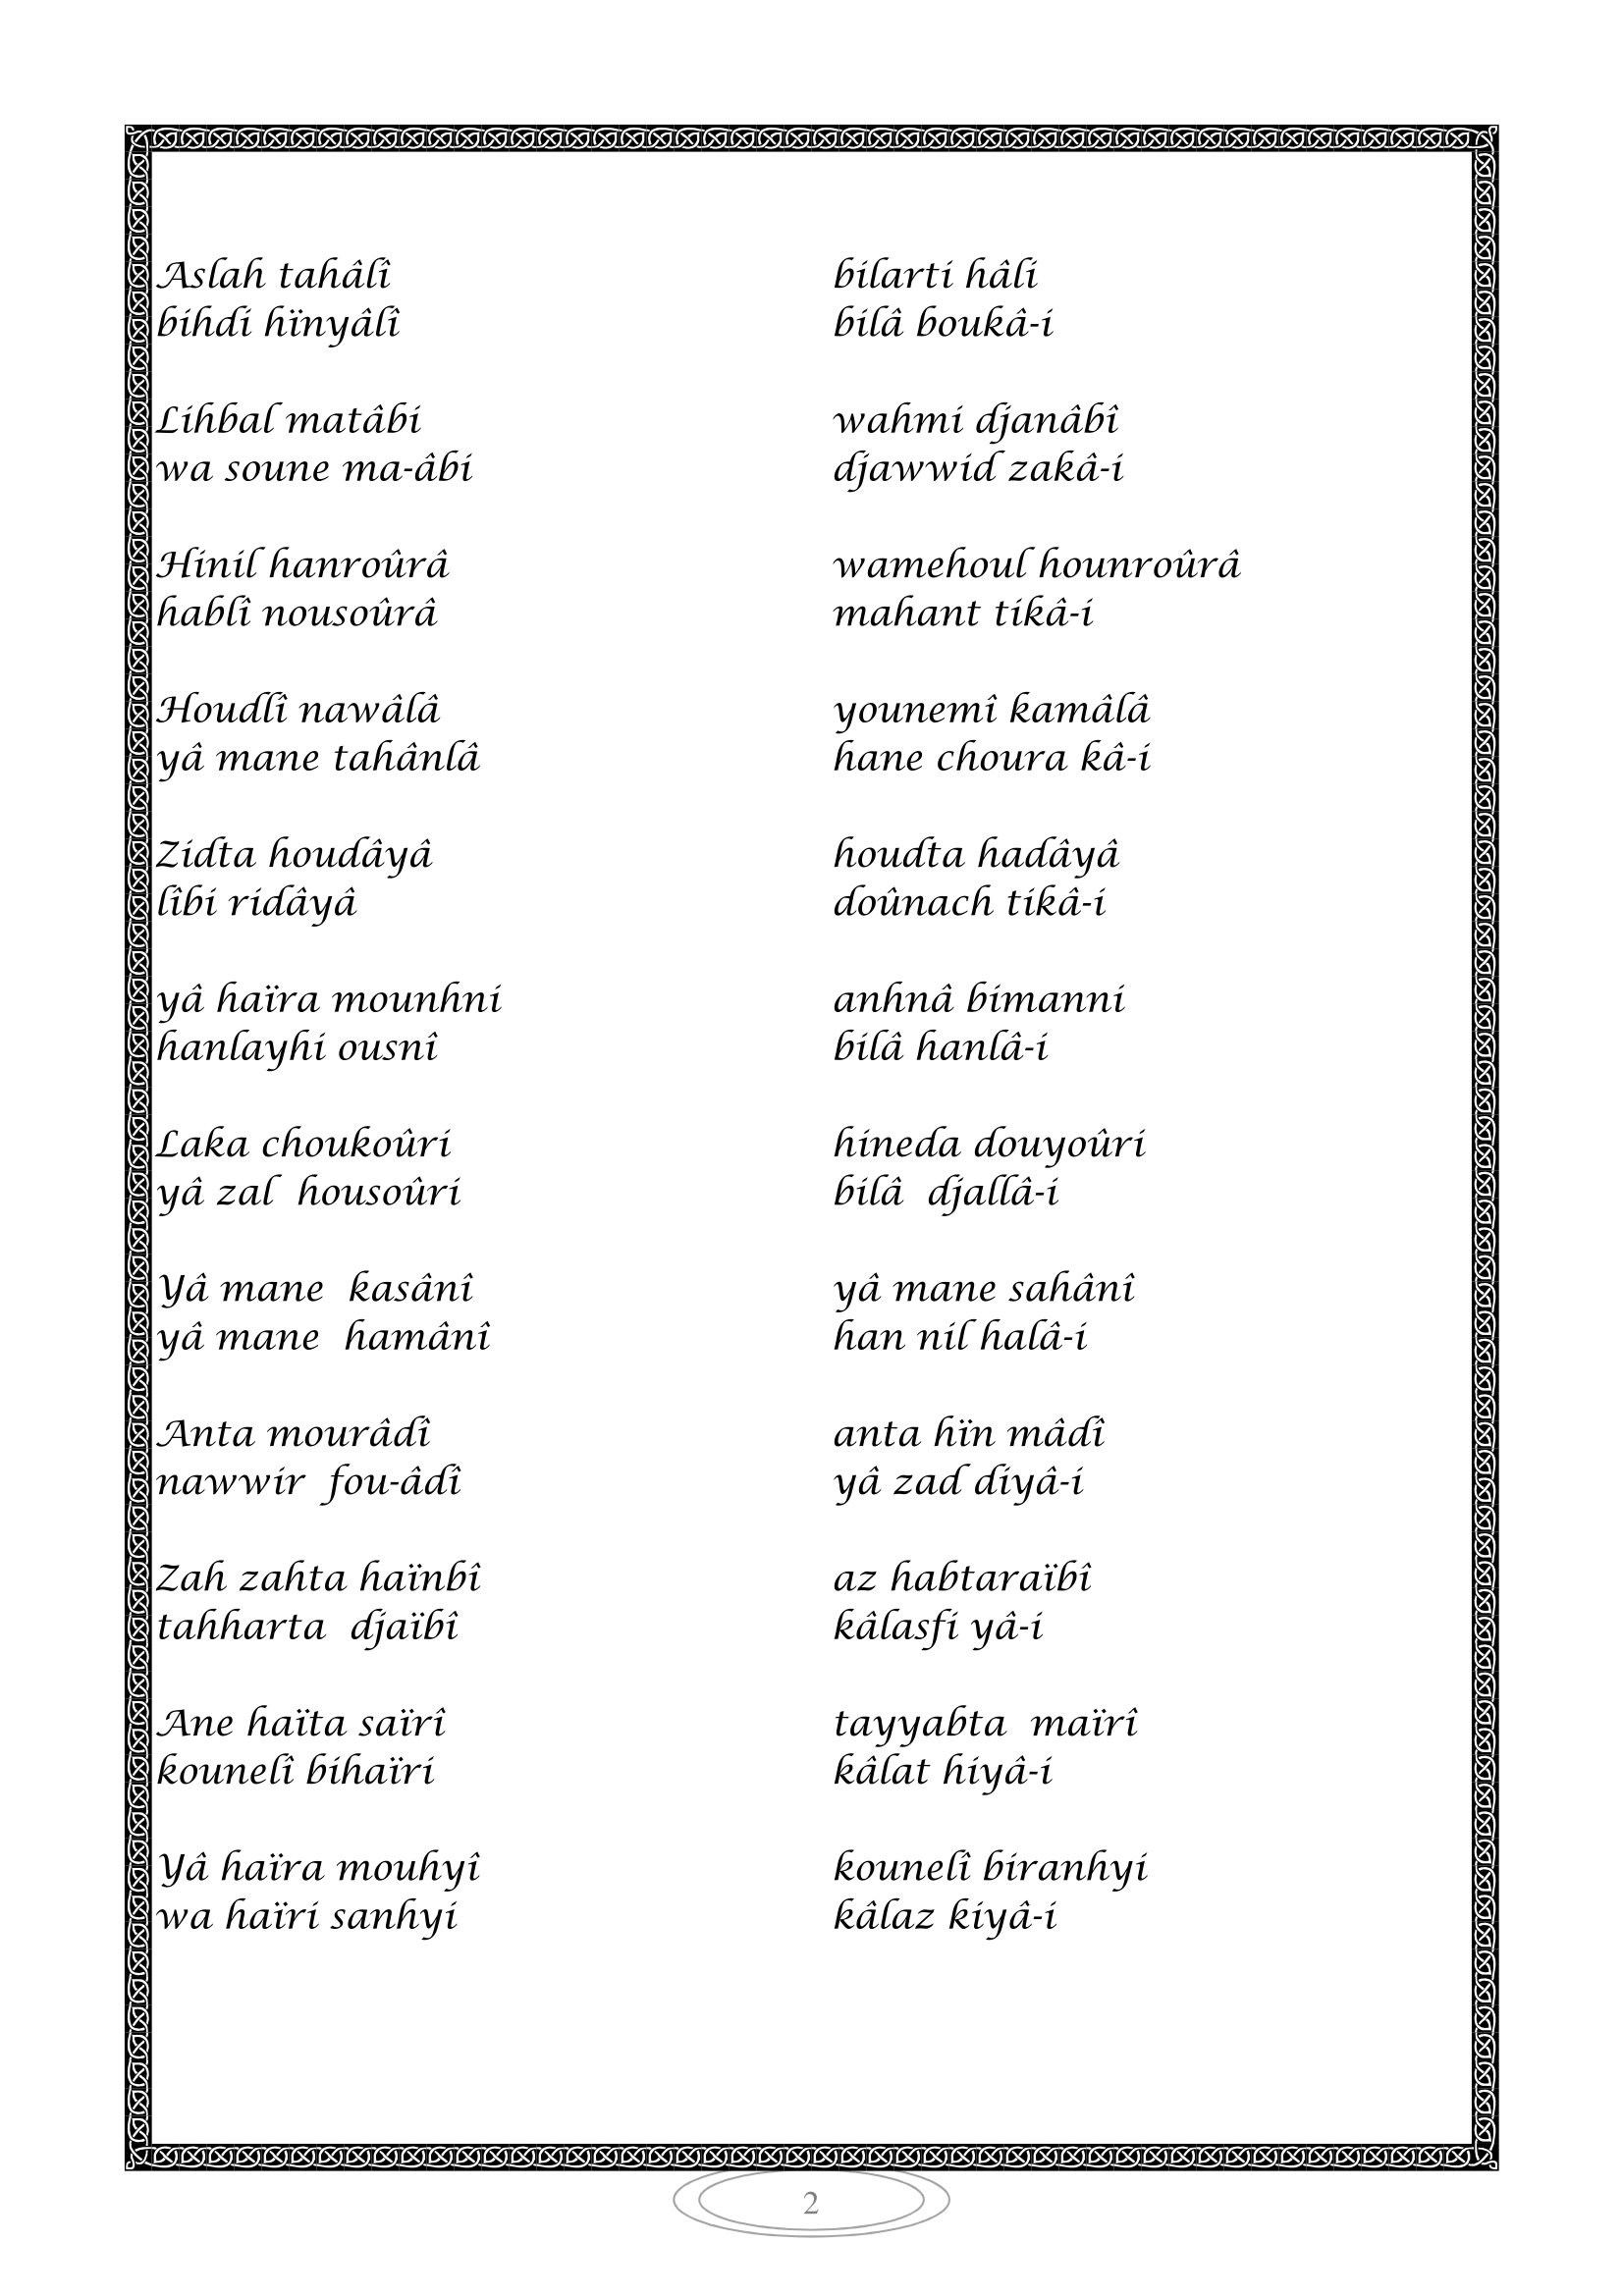 Aslah tahâlî bilarti hâli
bihdi hïnyâlî bilâ boukâ-i
Lihbal matâbi wahmi djanâbî
wa soune ma-âbi djawwid zakâ-i
Hinil hanroûrâ wamehoul hounroûrâ
hablî nousoûrâ mahant tikâ-i
Houdlî nawâlâ younemî kamâlâ
yâ mane tahânlâ hane choura kâ-i
Zidta houdâyâ houdta hadâyâ
lîbi ridâyâ doûnach tikâ-i
yâ haïra mounhni anhnâ bimanni
hanlayhi ousnî bilâ hanlâ-i
Laka choukoûri hineda douyoûri
yâ zal housoûri bilâ djallâ-i
Yâ mane kasânî yâ mane sahânî
yâ mane hamânî han nil halâ-i
Anta mourâdî anta hïn mâdî
nawwir fou-âdî yâ zad diyâ-i
Zah zahta haïnbî az habtaraïbî
tahharta djaïbî kâlasfi yâ-i
Ane haïta saïrî tayyabta maïrî
kounelî bihaïri kâlat hiyâ-i
Yâ haïra mouhyî kounelî biranhyi
wa haïri sanhyi kâlaz kiyâ-i
2